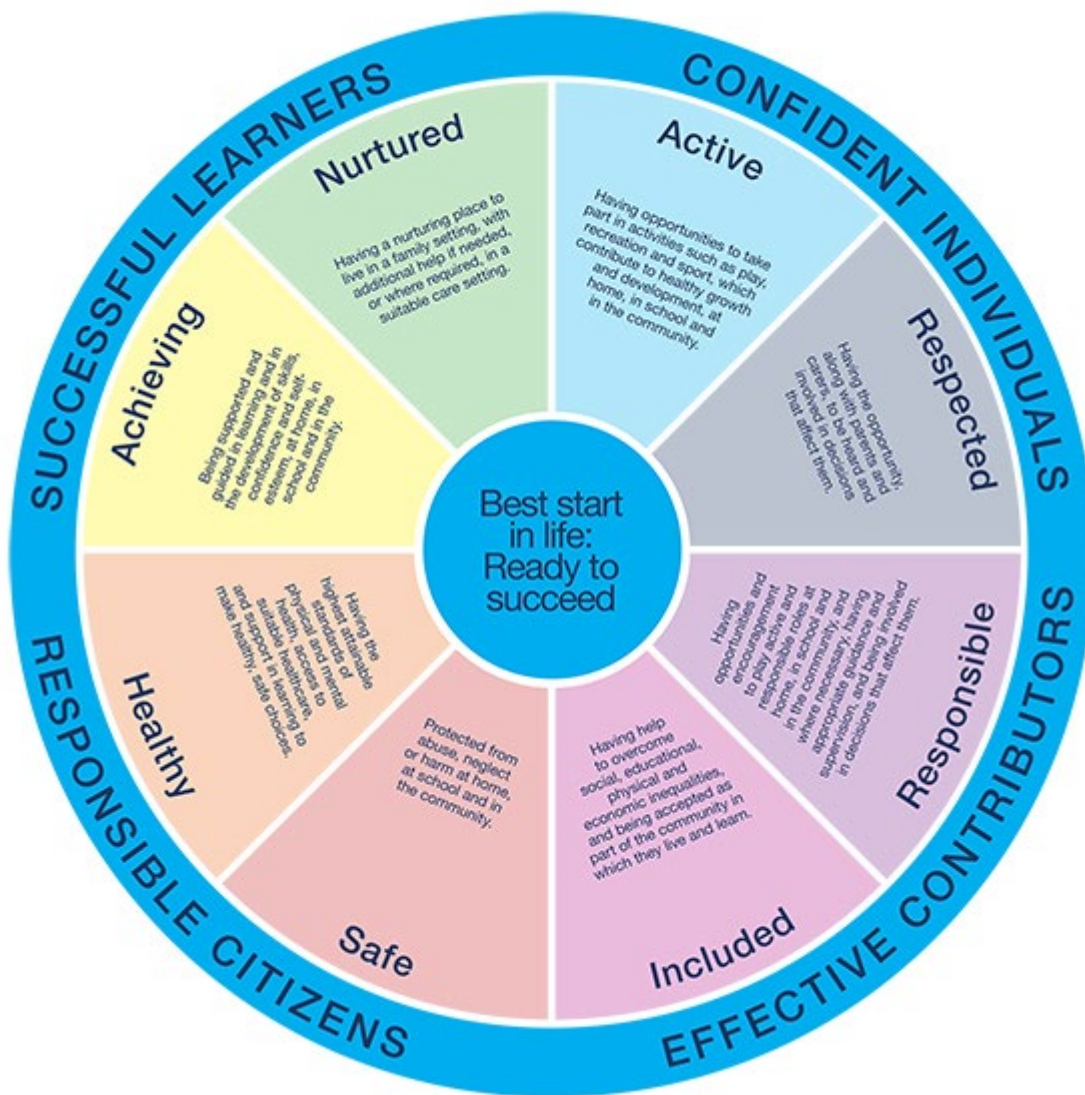 SUCCESSFUL LEARNERS
CONFIDENT INDIVIDUALS
EFFECTIVE CONTRIBUTORS
RESPONSIBLE CITIZENS
Best start
in life:
Ready to
succeed
Nurtured
Having a nurturing place to
live in a family setting, with
additional help if needed,
or where required, in a
suitable care setting.
Active
Having opportunities to take
part in activities such as play,
recreation and sport, which
contribute to healthy growth
and development, at
home, in school and
in the community.
Respected
Having the opportunity,
along with parents and
carers, to be heard and
involved in decisions
that affect them.
Responsible
Having
opportunities and
encouragement
to play active and
responsible roles at
home, in school and
in the community, and
where necessary, having
appropriate guidance and
supervision, and being involved
in decisions that affect them.
Included
Having help
to overcome
social, educational,
physical and
economic inequalities,
and being accepted as
part of the community in
which they live and learn.
Safe
Protected from
abuse, neglect
or harm at home,
at school and in
the community.
Healthy
Having the
highest attainable
standards of
physical and mental
health, access to
suitable healthcare,
and support in learning to
make healthy, safe choices.
Achieving
Being supported and
guided in learning and in
the development of skills,
confidence and self-
esteem, at home, in
school and in the
community.